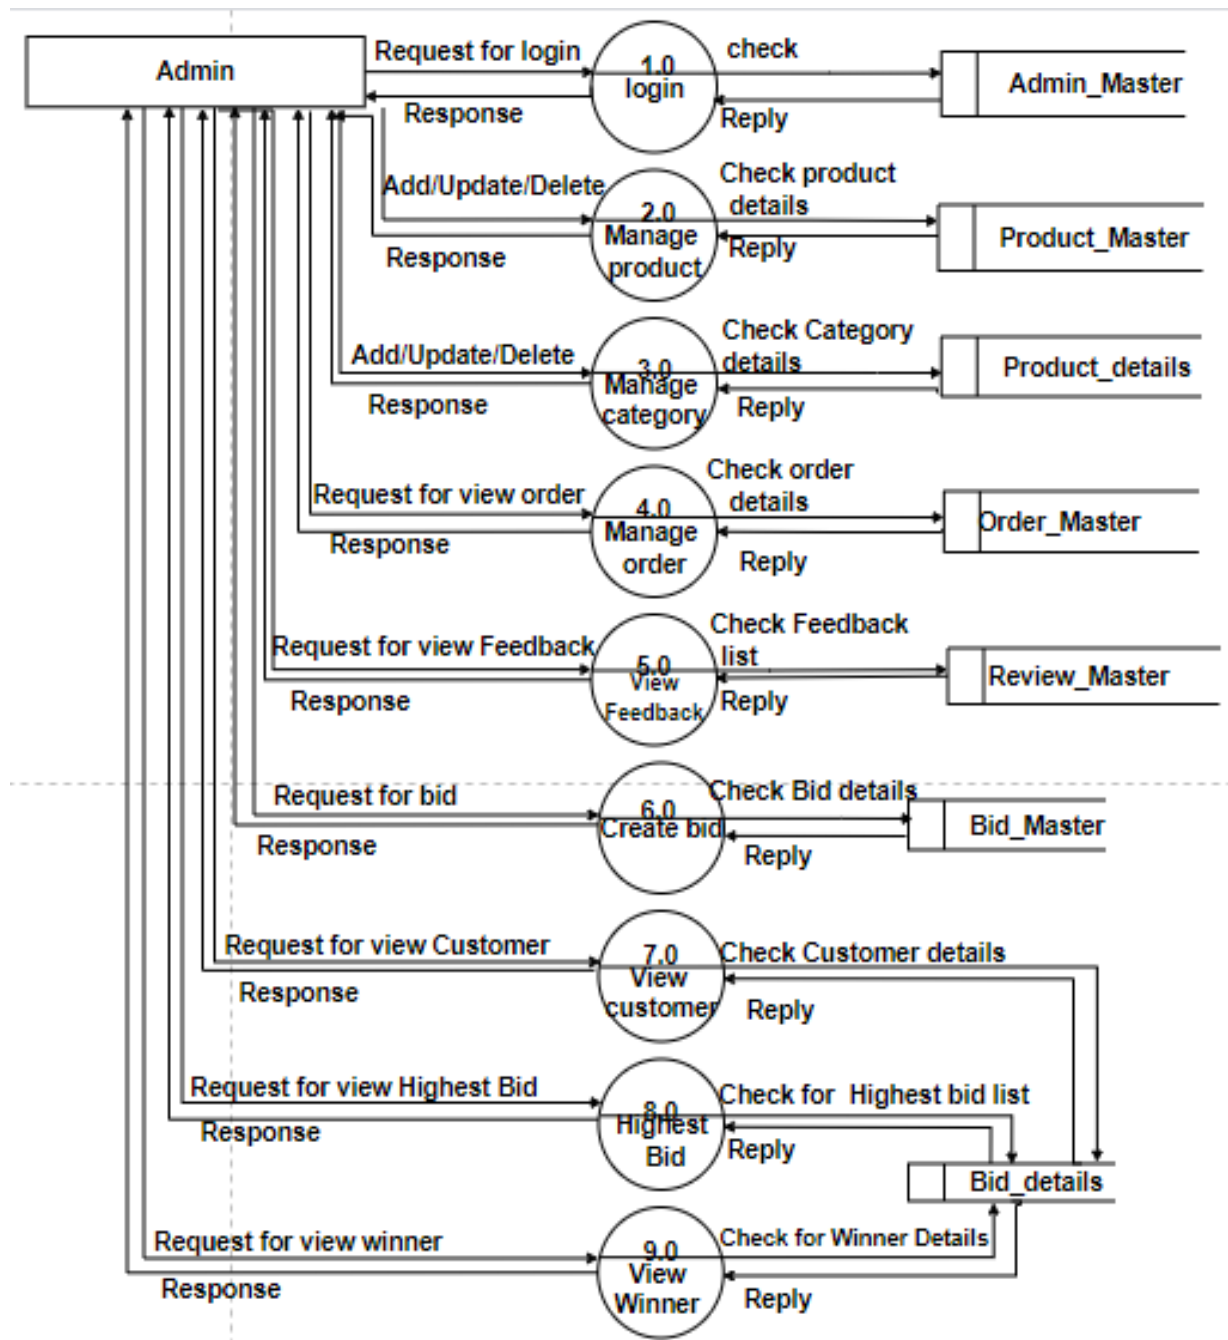 Admin
Request for login
1.0
login
check
Admin_Master
Response
Reply
Add/Update/Delete
2.0
Manage
product
Check product
details
Product_Master
Response
Reply
Add/Update/Delete
3.0
Manage
category
Check Category
details
Product_details
Response
Reply
Request for view order
4.0
Manage
order
Check order
details
Order_Master
Response
Reply
Request for view Feedback
5.0
View
Feedback
Check Feedback
list
Review_Master
Response
Reply
Request for bid
6.0
Create bid
Check Bid details
Bid_Master
Response
Reply
Request for view Customer
7.0
View
customer
Check Customer details
Response
Reply
Request for view Highest Bid
8.0
Highest
Bid
Check for Highest bid list
Response
Reply
Bid_details
Request for view winner
9.0
View
Winner
Check for Winner Details
Response
Reply